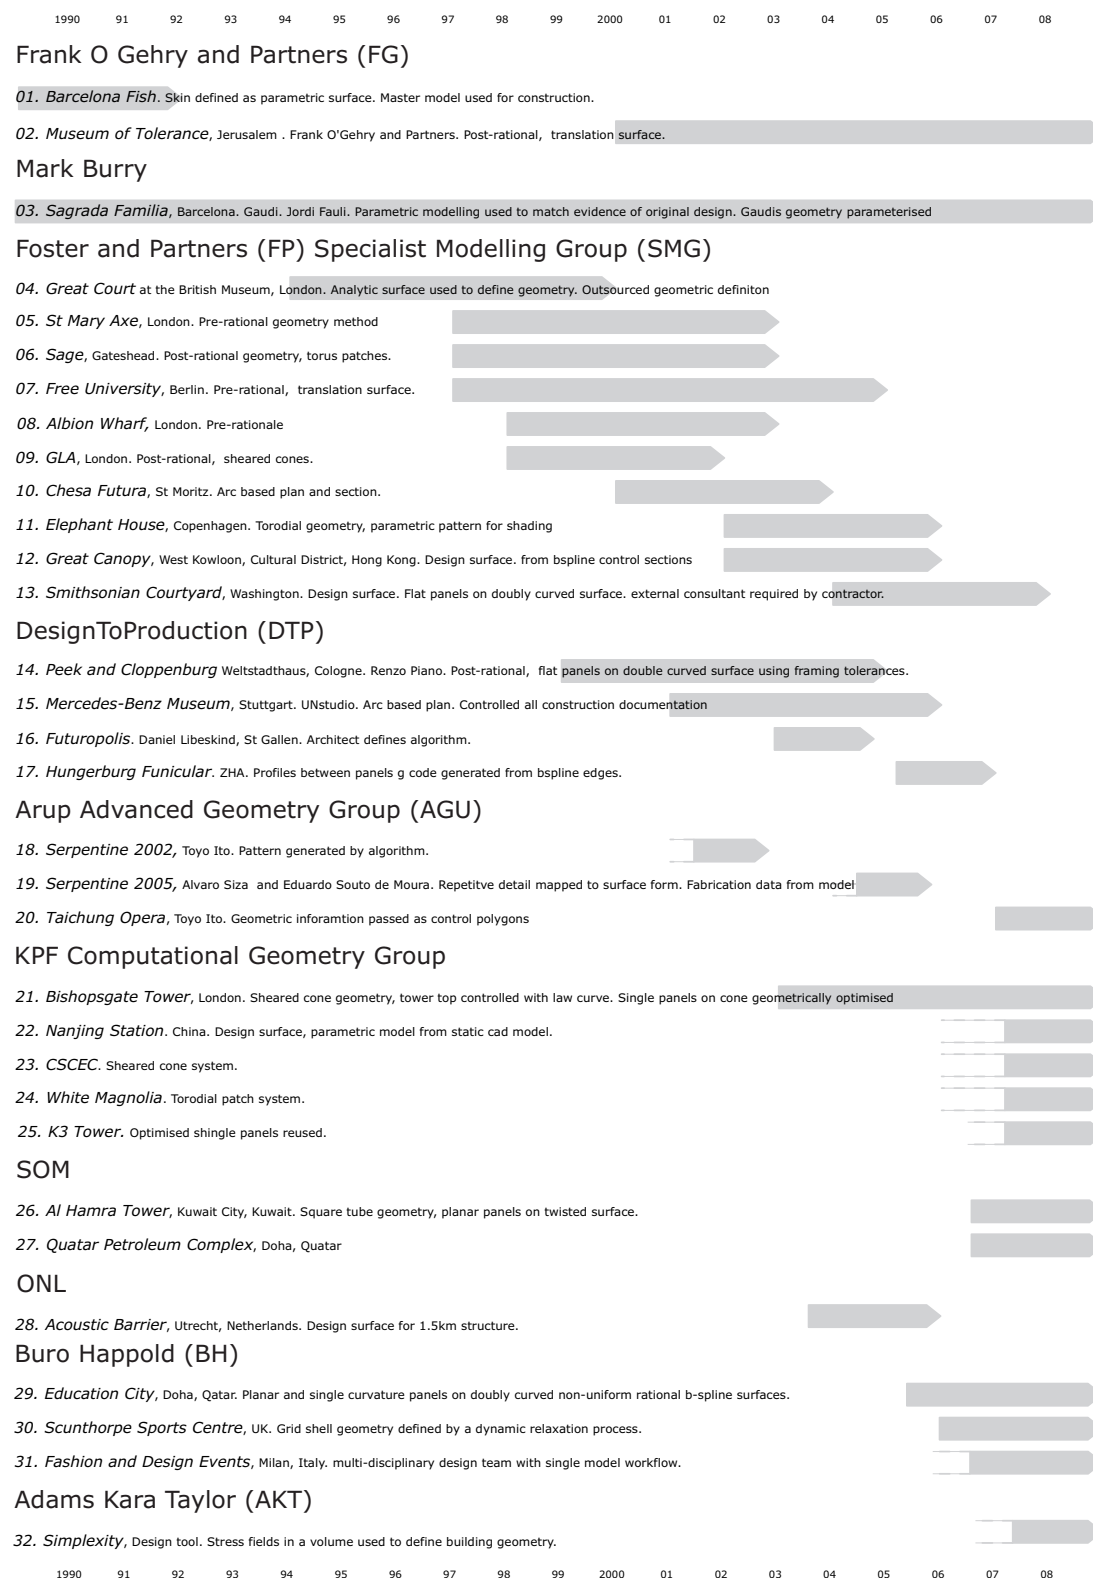 1990 91 92 93 94 95 96 97 98 99 2000 01 02 03 04 05 06 07 08
Frank O Gehry and Partners (FG)
01. Barcelona Fish. Skin defined as parametric surface. Master model used for construction.
02. Museum of Tolerance, Jerusalem . Frank O'Gehry and Partners. Post-rational, translation surface.
Mark Burry
03. Sagrada Familia, Barcelona. Gaudi. Jordi Fauli. Parametric modelling used to match evidence of original design. Gaudis geometry parameterised
Foster and Partners (FP) Specialist Modelling Group (SMG)
04. Great Court at the British Museum, London. Analytic surface used to define geometry. Outsourced geometric definiton
05. St Mary Axe, London. Pre-rational geometry method
06. Sage, Gateshead. Post-rational geometry, torus patches.
07. Free University, Berlin. Pre-rational, translation surface.
08. Albion Wharf, London. Pre-rationale
09. GLA, London. Post-rational, sheared cones.
10. Chesa Futura, St Moritz. Arc based plan and section.
11. Elephant House, Copenhagen. Torodial geometry, parametric pattern for shading
12. Great Canopy, West Kowloon, Cultural District, Hong Kong. Design surface. from bspline control sections
13. Smithsonian Courtyard, Washington. Design surface. Flat panels on doubly curved surface. external consultant required by contractor.
DesignToProduction (DTP)
14. Peek and Cloppenburg Weltstadthaus, Cologne. Renzo Piano. Post-rational, flat panels on double curved surface using framing tolerances.
15. Mercedes-Benz Museum, Stuttgart. UNstudio. Arc based plan. Controlled all construction documentation
16. Futuropolis. Daniel Libeskind, St Gallen. Architect defines algorithm.
17. Hungerburg Funicular. ZHA. Profiles between panels g code generated from bspline edges.
Arup Advanced Geometry Group (AGU)
18. Serpentine 2002, Toyo Ito. Pattern generated by algorithm.
19. Serpentine 2005, Alvaro Siza and Eduardo Souto de Moura. Repetitve detail mapped to surface form. Fabrication data from model
20. Taichung Opera, Toyo Ito. Geometric inforamtion passed as control polygons
KPF Computational Geometry Group
21. Bishopsgate Tower, London. Sheared cone geometry, tower top controlled with law curve. Single panels on cone geometrically optimised
22. Nanjing Station. China. Design surface, parametric model from static cad model.
23. CSCEC. Sheared cone system.
24. White Magnolia. Torodial patch system.
25. K3 Tower. Optimised shingle panels reused.
SOM
26. Al Hamra Tower, Kuwait City, Kuwait. Square tube geometry, planar panels on twisted surface.
27. Quatar Petroleum Complex, Doha, Quatar
ONL
28. Acoustic Barrier, Utrecht, Netherlands. Design surface for 1.5km structure.
Buro Happold (BH)
29. Education City, Doha, Qatar. Planar and single curvature panels on doubly curved non-uniform rational b-spline surfaces.
30. Scunthorpe Sports Centre, UK. Grid shell geometry defined by a dynamic relaxation process.
31. Fashion and Design Events, Milan, Italy. multi-disciplinary design team with single model workflow.
Adams Kara Taylor (AKT)
32. Simplexity, Design tool. Stress fields in a volume used to define building geometry.
1990 91 92 93 94 95 96 97 98 99 2000 01 02 03 04 05 06 07 08